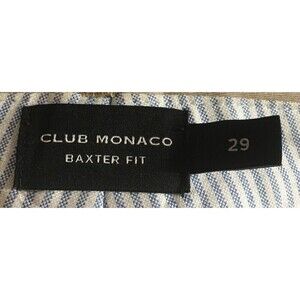 CLUB MONACO
BAXTER FIT
29